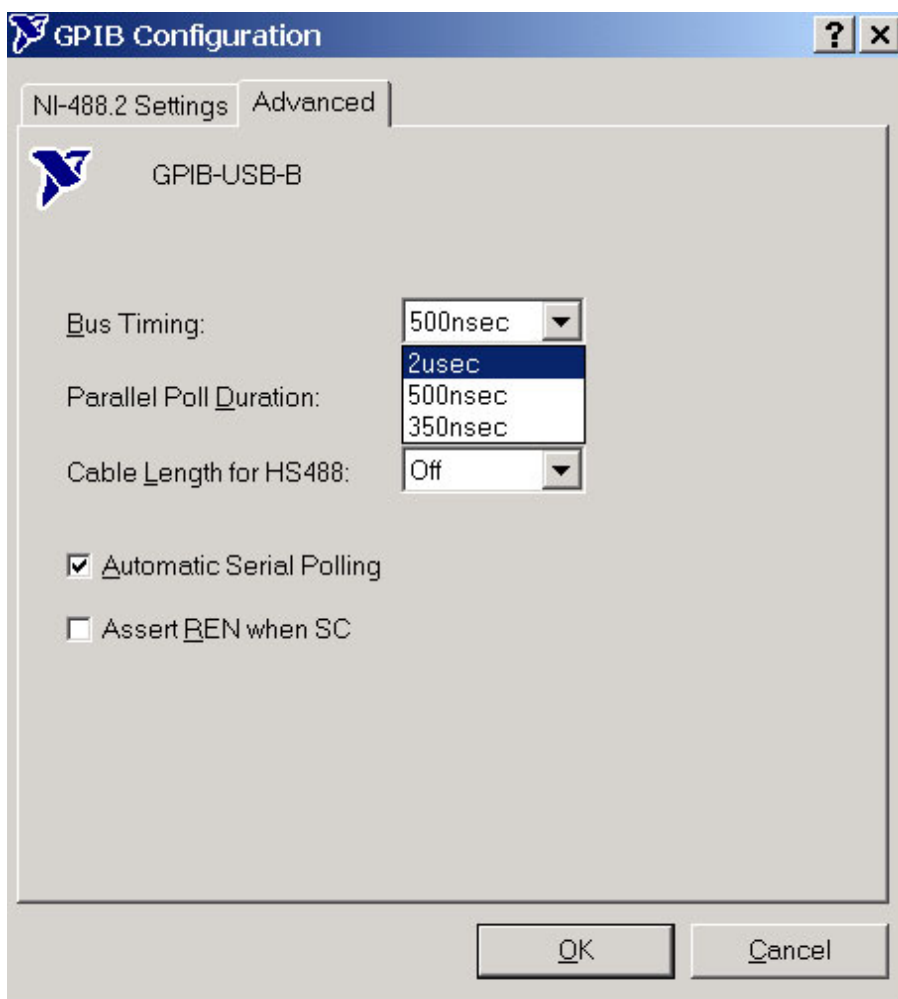 GPIB Configuration
NI-488.2 Settings Advanced
GPIB-USB-B
Bus Timing: 500nsec
2usec
Parallel Poll Duration: 500nsec
350nsec
Cable Length for HS488: Off
Automatic Serial Polling
Assert REN when SC
OK Cancel